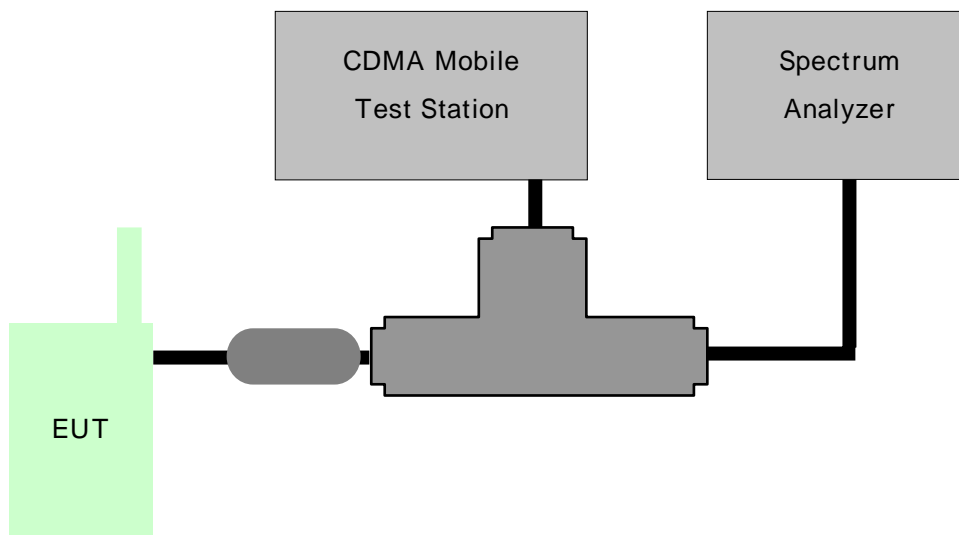 CDMA Mobile
Test Station
Spectrum
Analyzer
EUT